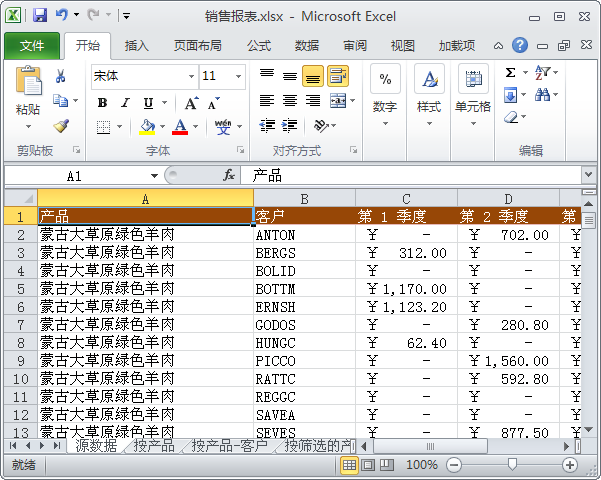 销售报表.xlsx - Microsoft Excel
文件 开始 插入 页面布局 公式 数据 审阅 视图 加载项
宋体 11
粘贴 B I U A A 数字 样式 单元格
% A Σ
wén 文
剪贴板 字体 对齐方式 编辑
A1 fx 产品
A B C D
1 产品 客户 第 1 季度 第 2 季度 第
2 蒙古大草原绿色羊肉 ANTON ¥ - ¥ 702.00 ¥
3 蒙古大草原绿色羊肉 BERGS ¥ 312.00 ¥ - ¥
4 蒙古大草原绿色羊肉 BOLID ¥ - ¥ - ¥
5 蒙古大草原绿色羊肉 BOTTM ¥ 1,170.00 ¥ - ¥
6 蒙古大草原绿色羊肉 ERNSH ¥ 1,123.20 ¥ - ¥
7 蒙古大草原绿色羊肉 GODOS ¥ - ¥ 280.80 ¥
8 蒙古大草原绿色羊肉 HUNGC ¥ 62.40 ¥ - ¥
9 蒙古大草原绿色羊肉 PICCO ¥ - ¥ 1,560.00 ¥
10 蒙古大草原绿色羊肉 RATTC ¥ - ¥ 592.80 ¥
11 蒙古大草原绿色羊肉 REGGC ¥ - ¥ - ¥
12 蒙古大草原绿色羊肉 SAVEA ¥ - ¥ - ¥
13 蒙古大草原绿色羊肉 SEVES ¥ - ¥ 877.50 ¥
源数据 按产品 按产品-客户 按筛选的产
就绪 100%